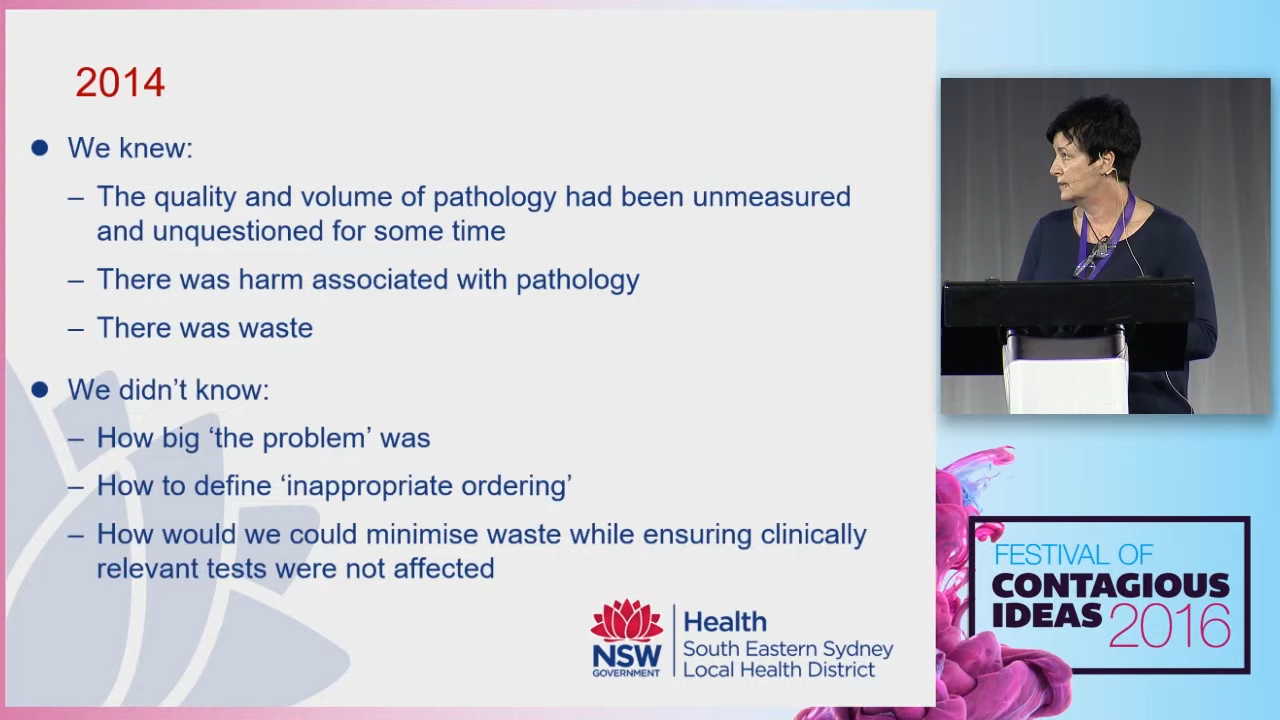 2014
We knew:
– The quality and volume of pathology had been unmeasured
and unquestioned for some time
– There was harm associated with pathology
– There was waste
We didn’t know:
– How big ‘the problem’ was
– How to define ‘inappropriate ordering’
– How would we could minimise waste while ensuring clinically
relevant tests were not affected
NSW
GOVERNMENT
Health
South Eastern Sydney
Local Health District
FESTIVAL OF
CONTAGIOUS
IDEAS 2016